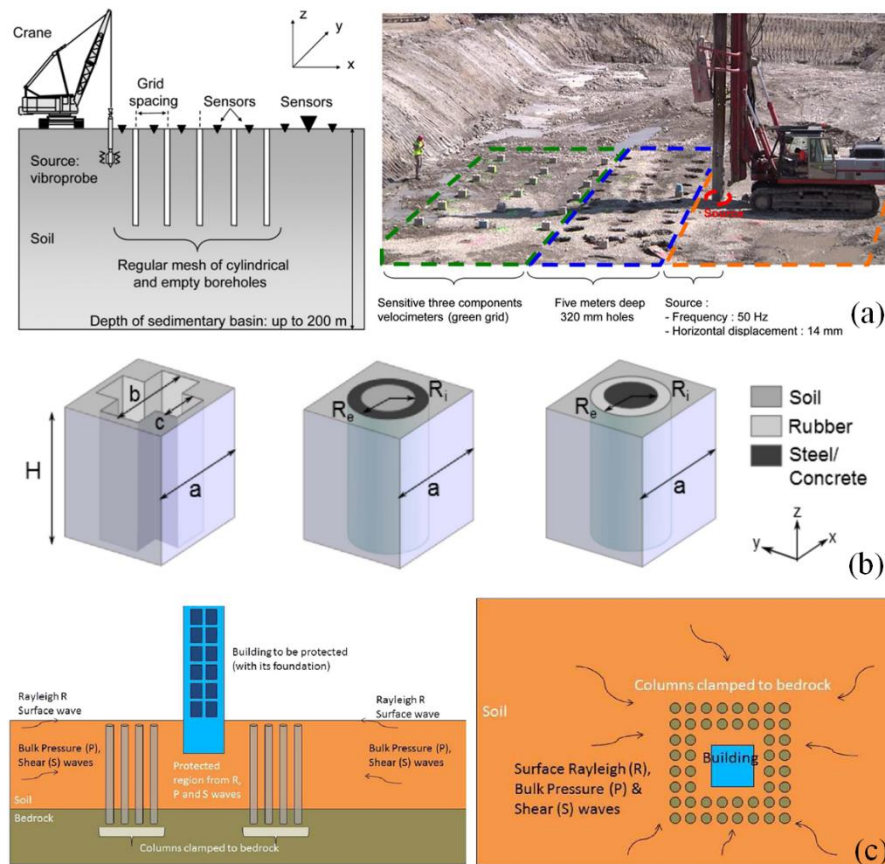 Crane
z
y
x
Grid
spacing
Sensors
Sensors
Source:
vibroprobe
Soil
Regular mesh of cylindrical
and empty boreholes
Depth of sedimentary basin: up to 200 m
Source
Sensitive three components
velocimeters (green grid)
Five meters deep
320 mm holes
Source :
- Frequency : 50 Hz
- Horizontal displacement : 14 mm
(a)
b
c
H
a
Re
Ri
a
Re
Ri
a
Soil
Rubber
Steel/
Concrete
z
y
x
(b)
Building to be protected
(with its foundation)
Rayleigh R
Surface wave
Rayleigh R
Surface wave
Bulk Pressure (P),
Shear (S) waves
Bulk Pressure (P),
Shear (S) waves
Protected
region from R,
P and S waves
Soil
Bedrock
Columns clamped to bedrock
Columns clamped to bedrock
Soil
Building
Surface Rayleigh (R),
Bulk Pressure (P) &
Shear (S) waves
(c)